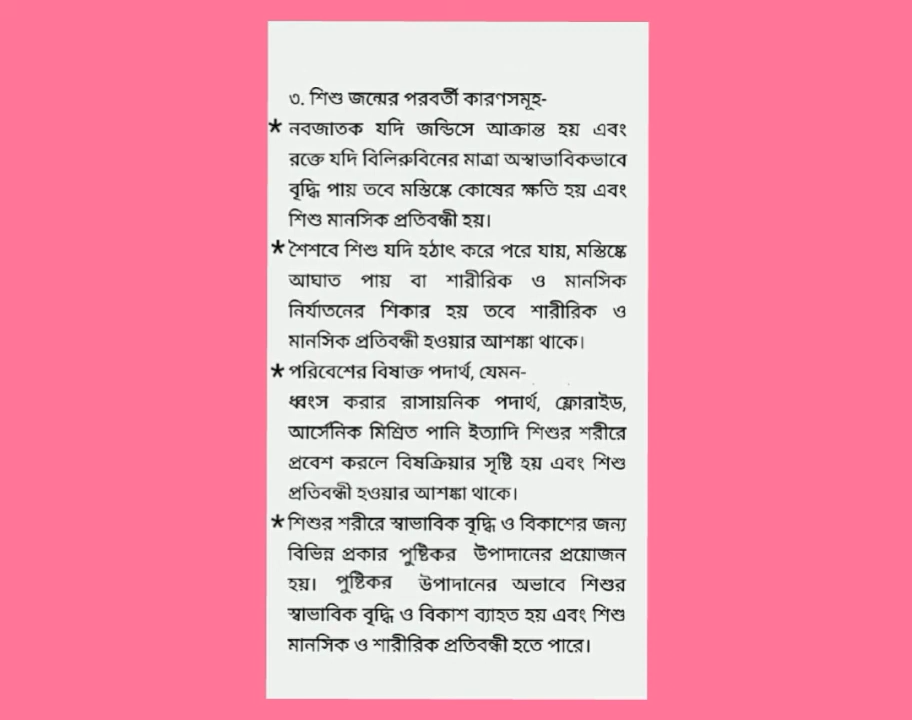 ৩. শিশু জন্মের পরবর্তী কারণসমূহ-
* নবজাতক যদি জন্ডিসে আক্রান্ত হয় এবং
রক্তে যদি বিলিরুবিনের মাত্রা অস্বাভাবিকভাবে
বৃদ্ধি পায় তবে মস্তিষ্কে কোষের ক্ষতি হয় এবং
শিশু মানসিক প্রতিবন্ধী হয়।
* শৈশবে শিশু যদি হঠাৎ করে পরে যায়, মস্তিষ্কে
আঘাত পায় বা শারীরিক ও মানসিক
নির্যাতনের শিকার হয় তবে শারীরিক ও
মানসিক প্রতিবন্ধী হওয়ার আশঙ্কা থাকে।
* পরিবেশের বিষাক্ত পদার্থ, যেমন-
ধ্বংস করার রাসায়নিক পদার্থ, ফ্লোরাইড,
আর্সেনিক মিশ্রিত পানি ইত্যাদি শিশুর শরীরে
প্রবেশ করলে বিষক্রিয়ার সৃষ্টি হয় এবং শিশু
প্রতিবন্ধী হওয়ার আশঙ্কা থাকে।
* শিশুর শরীরে স্বাভাবিক বৃদ্ধি ও বিকাশের জন্য
বিভিন্ন প্রকার পুষ্টিকর উপাদানের প্রয়োজন
হয়। পুষ্টিকর উপাদানের অভাবে শিশুর
স্বাভাবিক বৃদ্ধি ও বিকাশ ব্যাহত হয় এবং শিশু
মানসিক ও শারীরিক প্রতিবন্ধী হতে পারে।